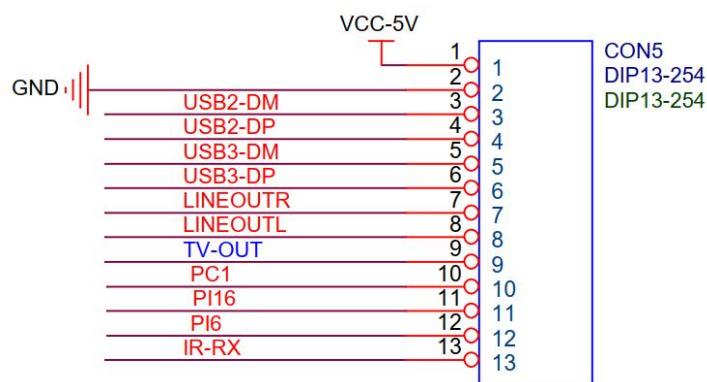 VCC-5V
CON5
DIP13-254
DIP13-254
1 1
GND 2 2
USB2-DM 3 3
USB2-DP 4 4
USB3-DM 5 5
USB3-DP 6 6
LINEOUTR 7 7
LINEOUTL 8 8
TV-OUT 9 9
PC1 10 10
PI16 11 11
PI6 12 12
IR-RX 13 13